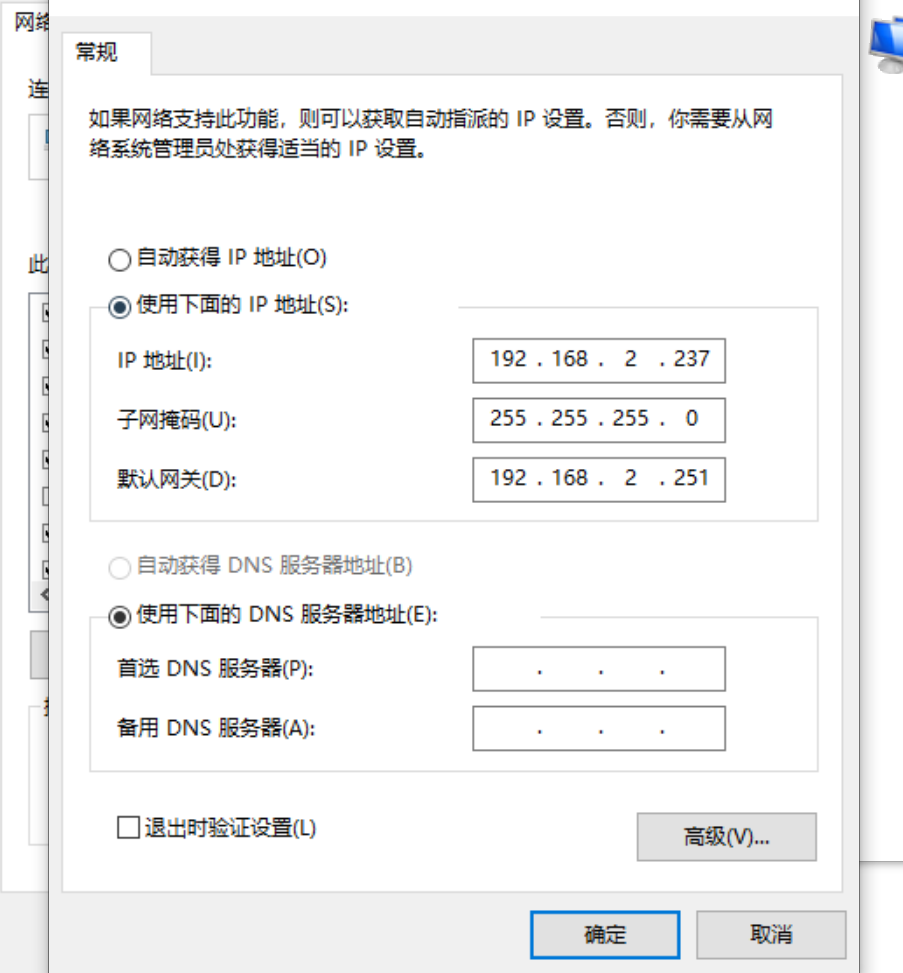 网络
常规
连
如果网络支持此功能，则可以获取自动指派的 IP 设置。否则，你需要从网
络系统管理员处获得适当的 IP 设置。
自动获得 IP 地址(O)
此
使用下面的 IP 地址(S):
IP 地址(I):
192 . 168 . 2 . 237
子网掩码(U):
255 . 255 . 255 . 0
默认网关(D):
192 . 168 . 2 . 251
自动获得 DNS 服务器地址(B)
使用下面的 DNS 服务器地址(E):
首选 DNS 服务器(P):
. . .
备用 DNS 服务器(A):
. . .
退出时验证设置(L)
高级(V)...
确定
取消